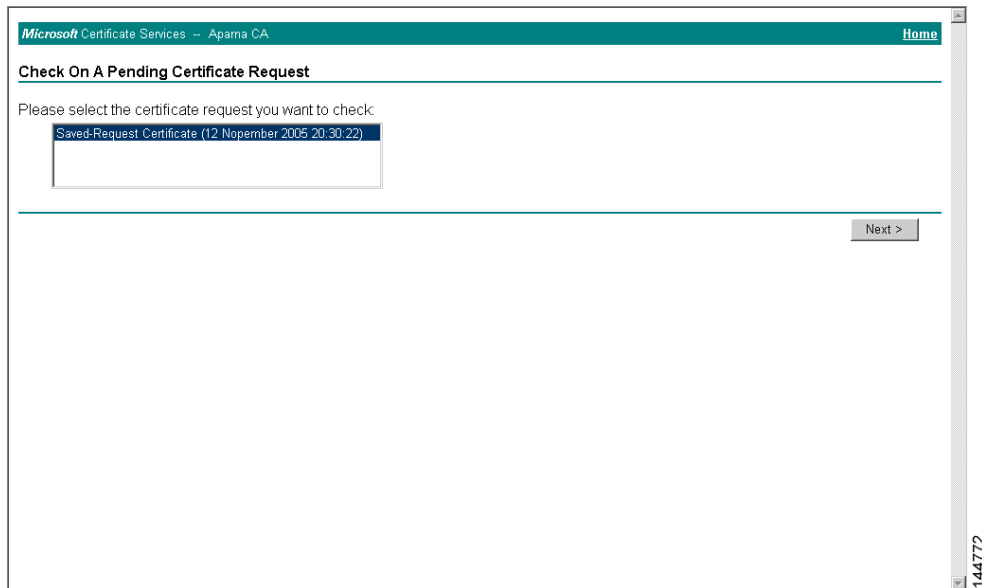 Microsoft Certificate Services -- Aparna CA Home
Check On A Pending Certificate Request
Please select the certificate request you want to check:
Saved-Request Certificate (12 Nopember 2005 20:30:22)
Next >
144772